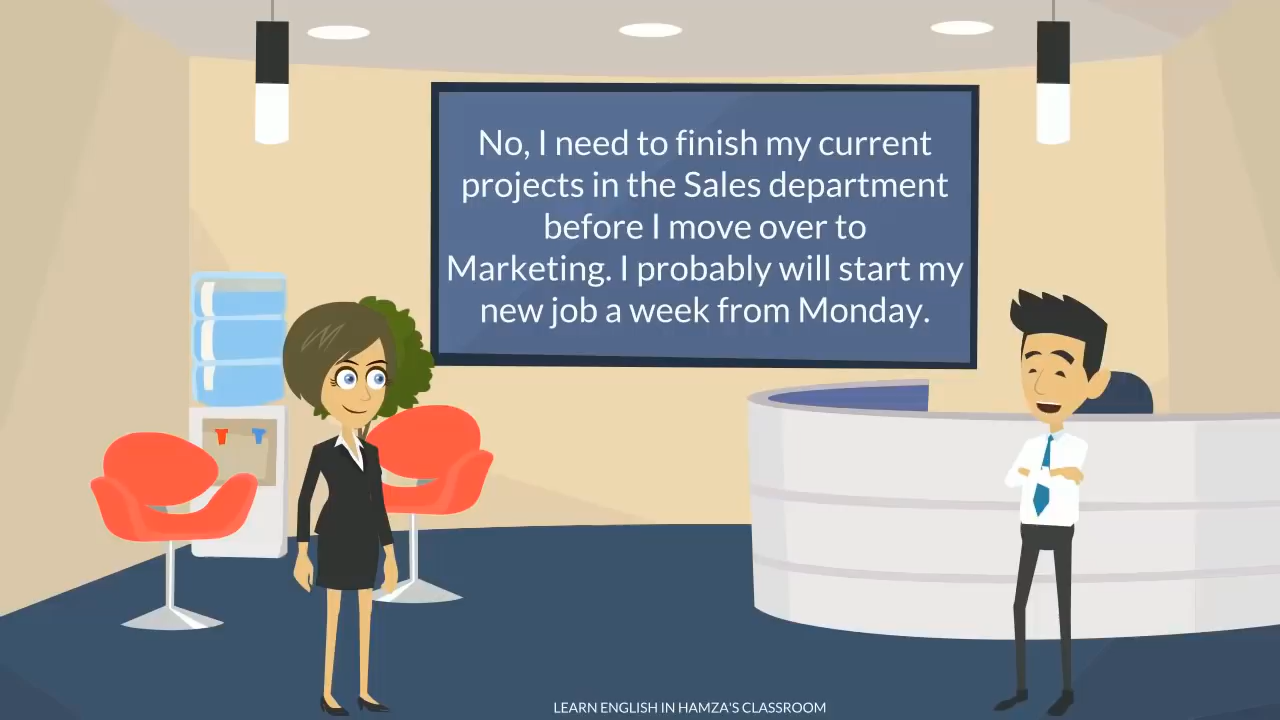 No, I need to finish my current
projects in the Sales department
before I move over to
Marketing. I probably will start my
new job a week from Monday.
LEARN ENGLISH IN HAMZA'S CLASSROOM